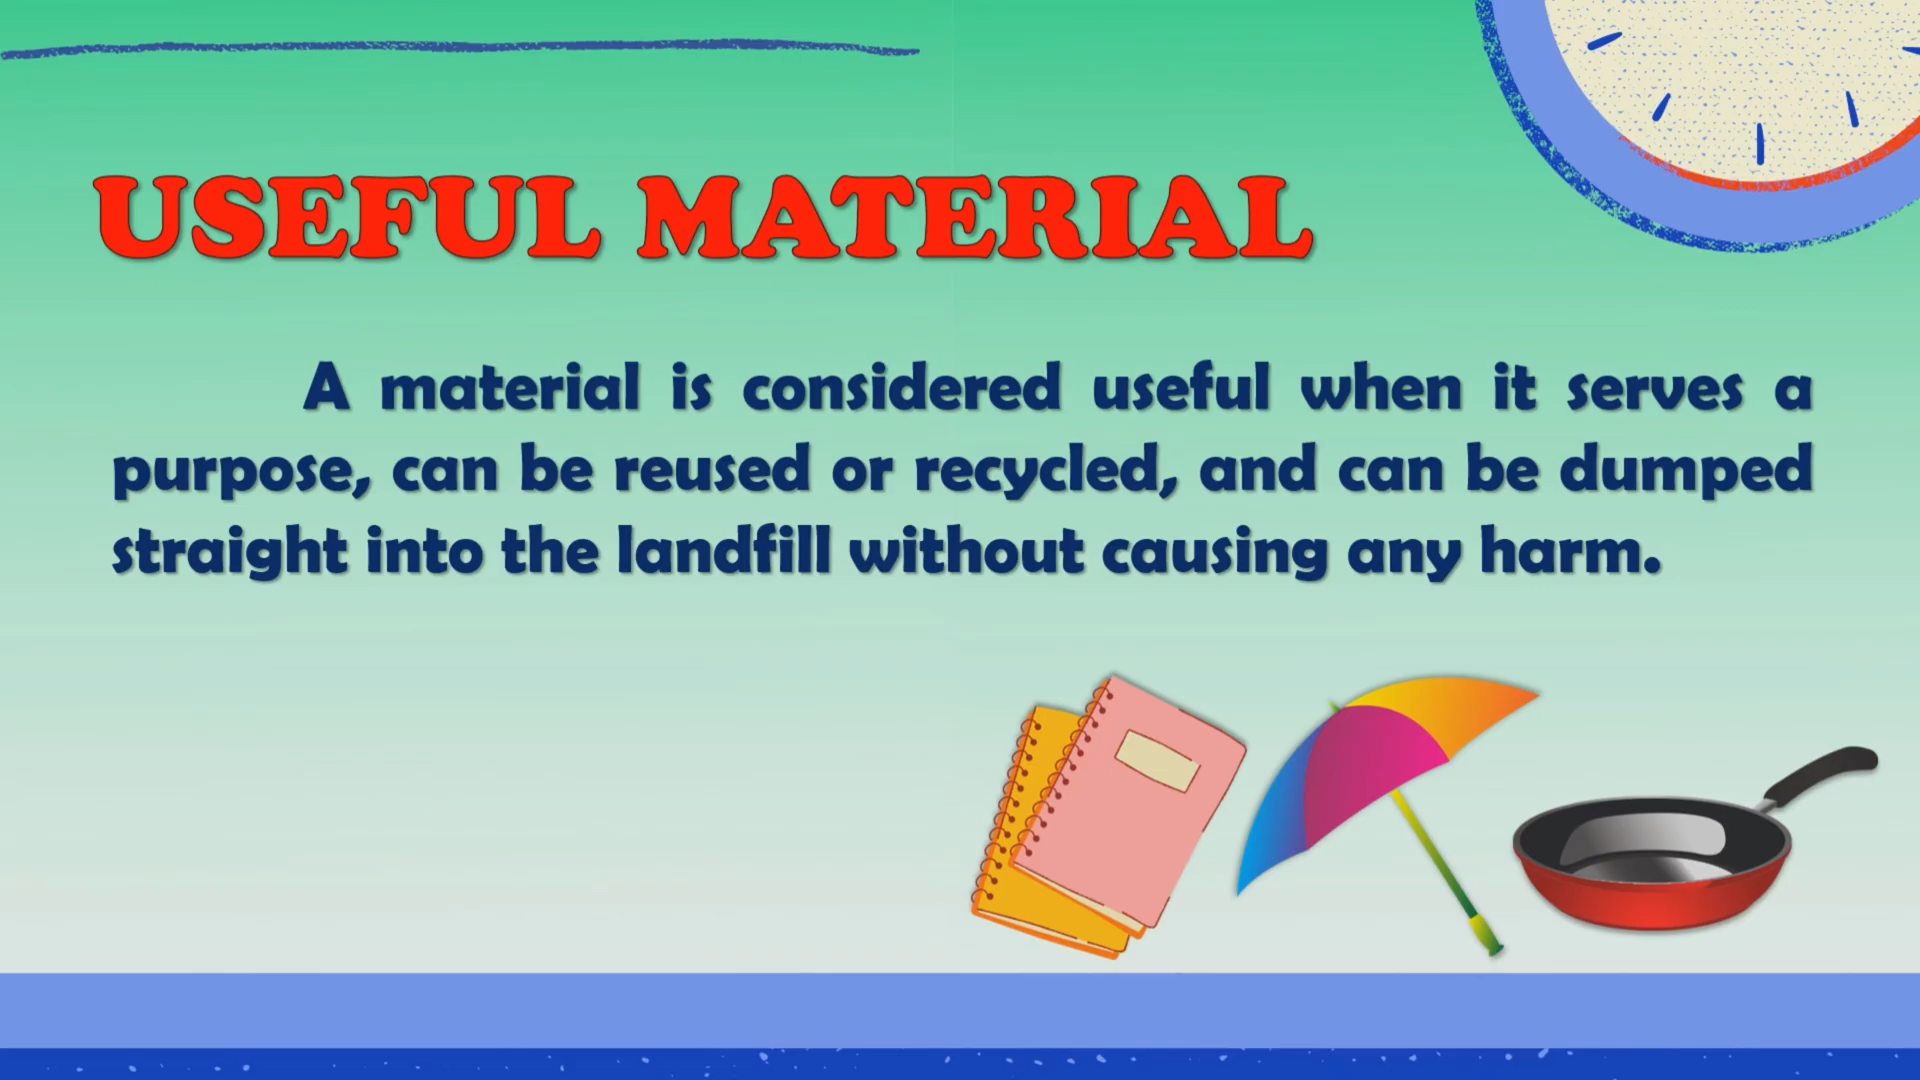 USEFUL MATERIAL
A material is considered useful when it serves a
purpose, can be reused or recycled, and can be dumped
straight into the landfill without causing any harm.